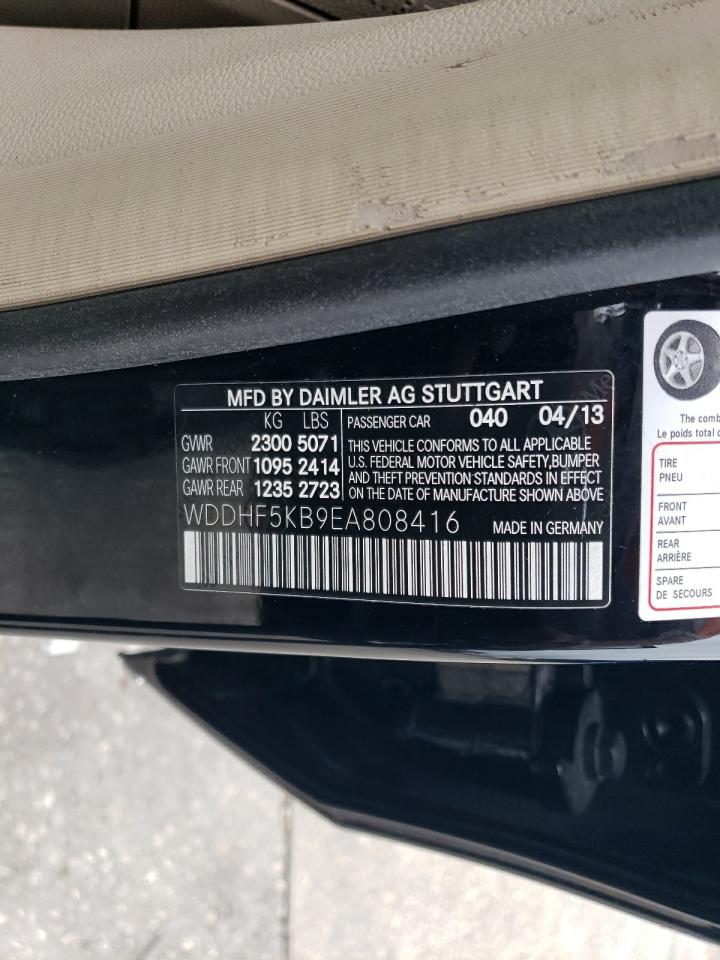 MFD BY DAIMLER AG STUTTGART
KG LBS
GVWR 2300 5071
GAWR FRONT 1095 2414
GAWR REAR 1235 2723
PASSENGER CAR 040 04/13
THIS VEHICLE CONFORMS TO ALL APPLICABLE
U.S. FEDERAL MOTOR VEHICLE SAFETY,BUMPER
AND THEFT PREVENTION STANDARDS IN EFFECT
ON THE DATE OF MANUFACTURE SHOWN ABOVE
WDDHF5KB9EA808416 MADE IN GERMANY
The comb
Le poids total
TIRE
PNEU
FRONT
AVANT
REAR
ARRIÈRE
SPARE
DE SECOURS